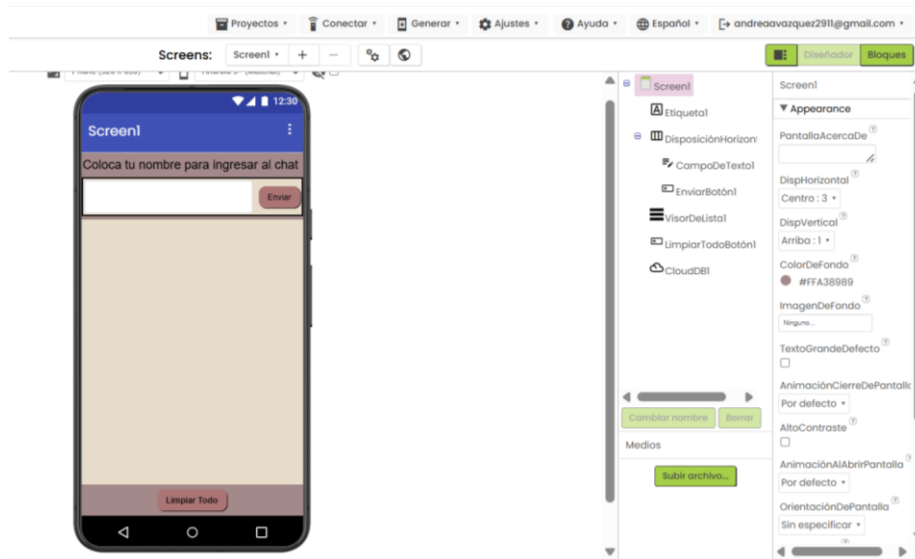 Proyectos Conectar Generar Ajustes Ayuda Español andreaavazquez2911@gmail.com
Screens: Screen1 + − Diseñador Bloques
12:30
Screen1
Coloca tu nombre para ingresar al chat
Enviar
Limpiar Todo
Screen1
Etiqueta1
DisposiciónHorizont
CampoDeTexto1
EnviarBotón1
VisorDeLista1
LimpiarTodoBotón1
CloudDB1
Cambiar nombre Borrar
Medios
Subir archivo...
Screen1
Appearance
PantallaAcercaDe ?
DispHorizontal ?
Centro : 3
DispVertical ?
Arriba : 1
ColorDeFondo ?
#FFA38989
ImagenDeFondo ?
Ninguno...
TextoGrandeDefecto ?
AnimaciónCierreDePantalla
Por defecto
AltoContraste ?
AnimaciónAlAbrirPantalla ?
Por defecto
OrientaciónDePantalla ?
Sin especificar